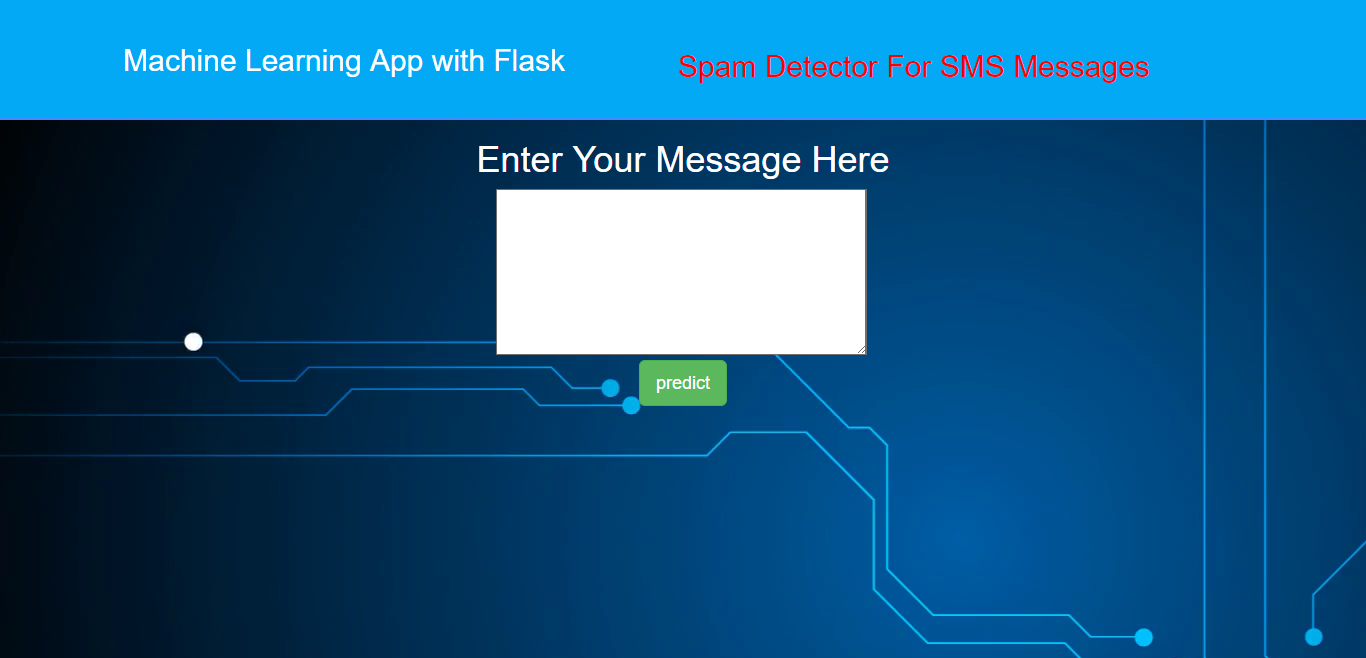 Machine Learning App with Flask
Spam Detector For SMS Messages
Enter Your Message Here
predict